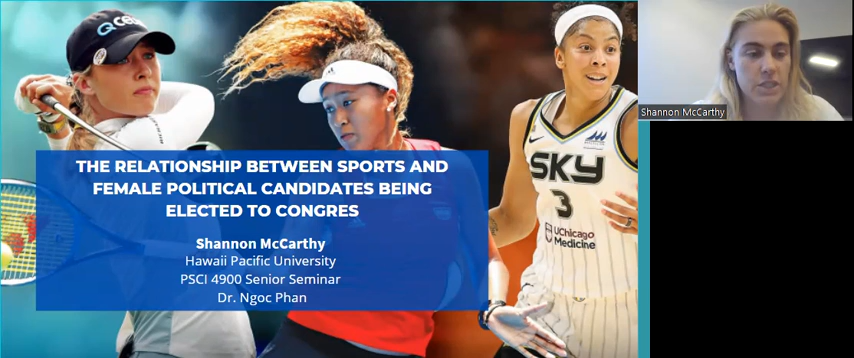 THE RELATIONSHIP BETWEEN SPORTS AND
FEMALE POLITICAL CANDIDATES BEING
ELECTED TO CONGRES
Shannon McCarthy
Hawaii Pacific University
PSCI 4900 Senior Seminar
Dr. Ngoc Phan
SKY
3
UChicago
Medicine
Shannon McCarthy